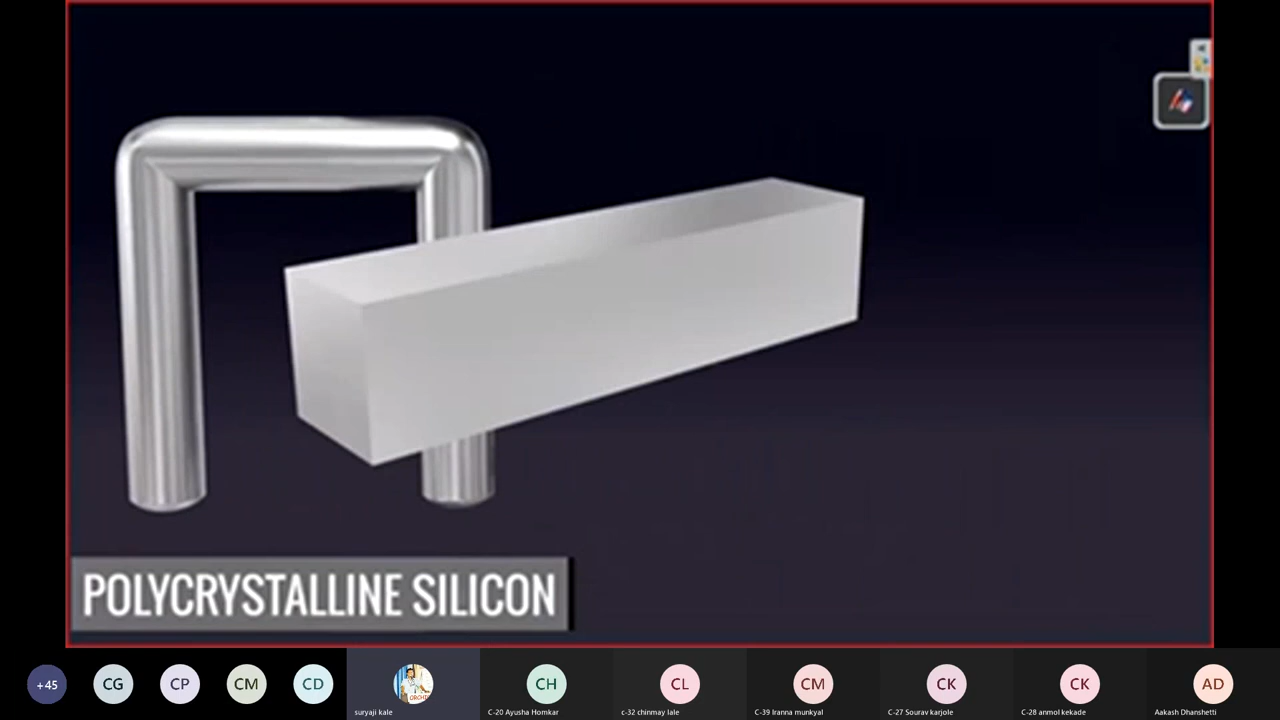 POLYCRYSTALLINE SILICON
+45
CG
CP
CM
CD
CH
CL
CM
CK
CK
AD
suryaji kale
C-20 Ayusha Homkar
c-32 chinmay lale
C-39 Iranna munkyal
C-27 Sourav karjole
C-28 anmol kekade
Aakash Dhanshetti